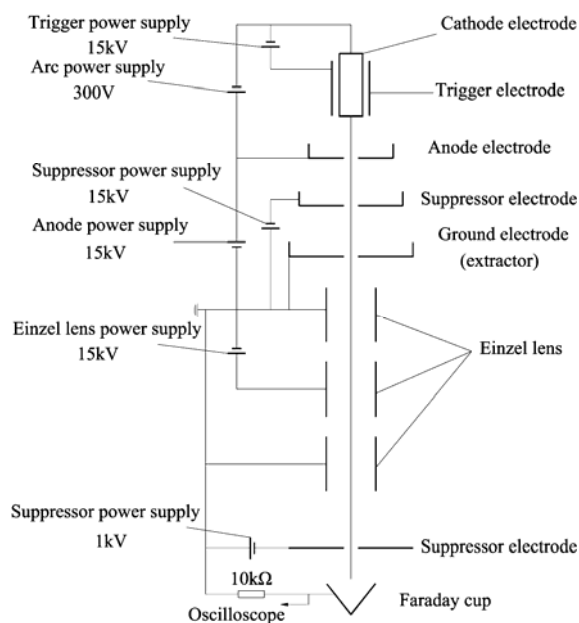 Trigger power supply
15kV
Arc power supply
300V
Suppressor power supply
15kV
Anode power supply
15kV
Einzel lens power supply
15kV
Suppressor power supply
1kV
10kΩ
Oscilloscope
Cathode electrode
Trigger electrode
Anode electrode
Suppressor electrode
Ground electrode
(extractor)
Einzel lens
Suppressor electrode
Faraday cup